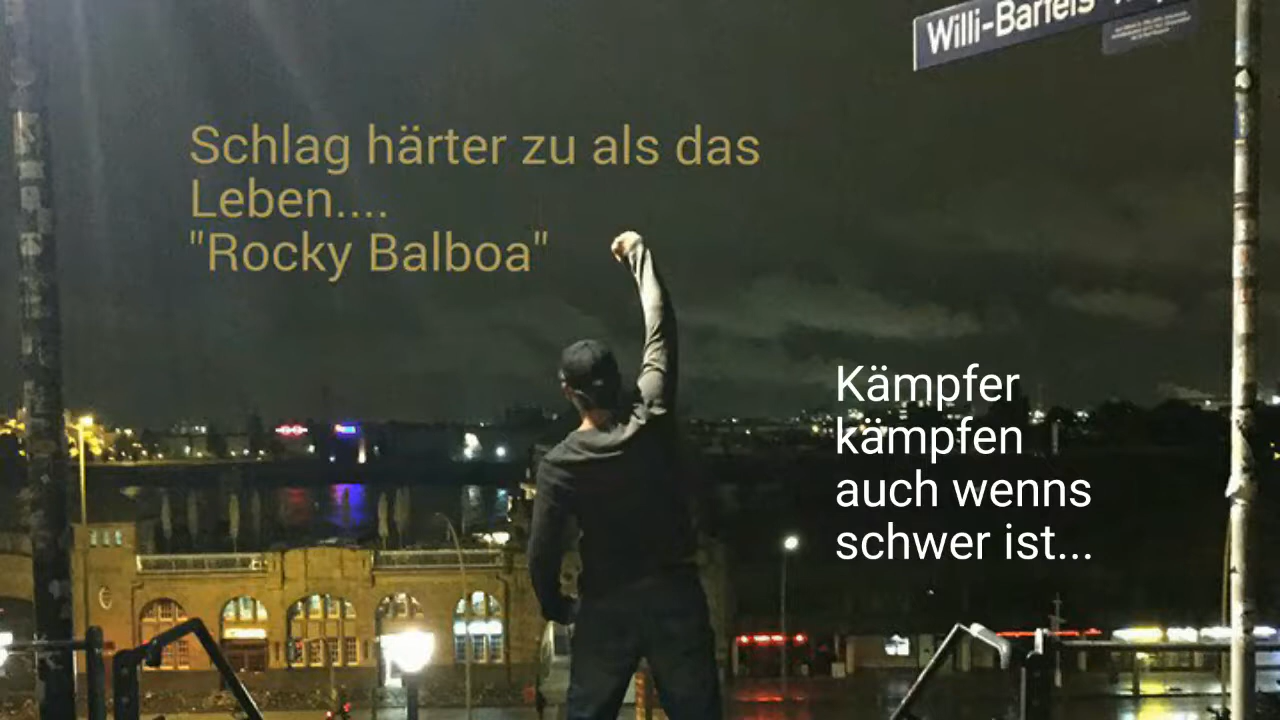 Willi-Bartels
Schlag härter zu als das
Leben....
"Rocky Balboa"
Kämpfer
kämpfen
auch wenns
schwer ist...